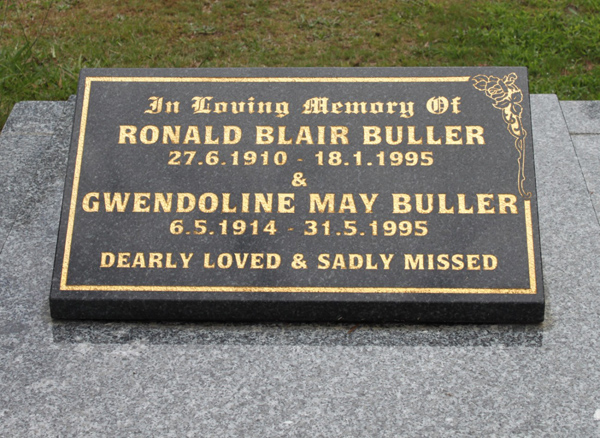 In Loving Memory Of
RONALD BLAIR BULLER
27.6.1910 - 18.1.1995
&
GWENDOLINE MAY BULLER
6.5.1914 - 31.5.1995
DEARLY LOVED & SADLY MISSED